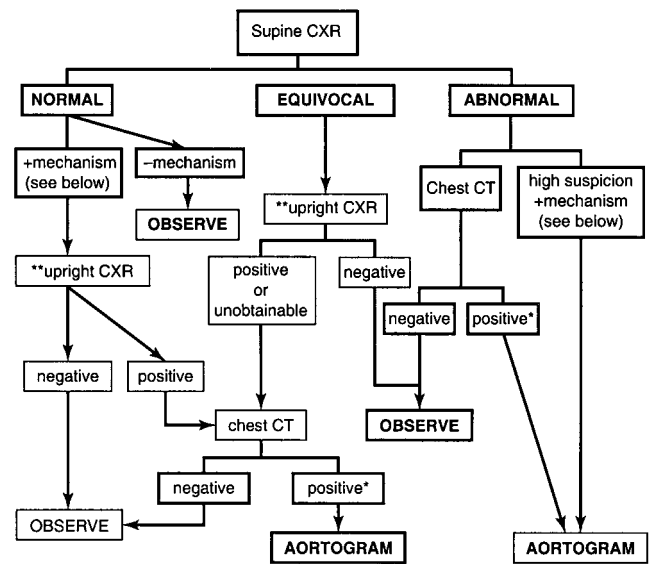 Supine CXR
NORMAL
EQUIVOCAL
ABNORMAL
+mechanism
(see below)
–mechanism
OBSERVE
**upright CXR
negative
positive
**upright CXR
positive
or
unobtainable
negative
Chest CT
high suspicion
+mechanism
(see below)
negative
positive*
OBSERVE
chest CT
negative
positive*
OBSERVE
AORTOGRAM
AORTOGRAM